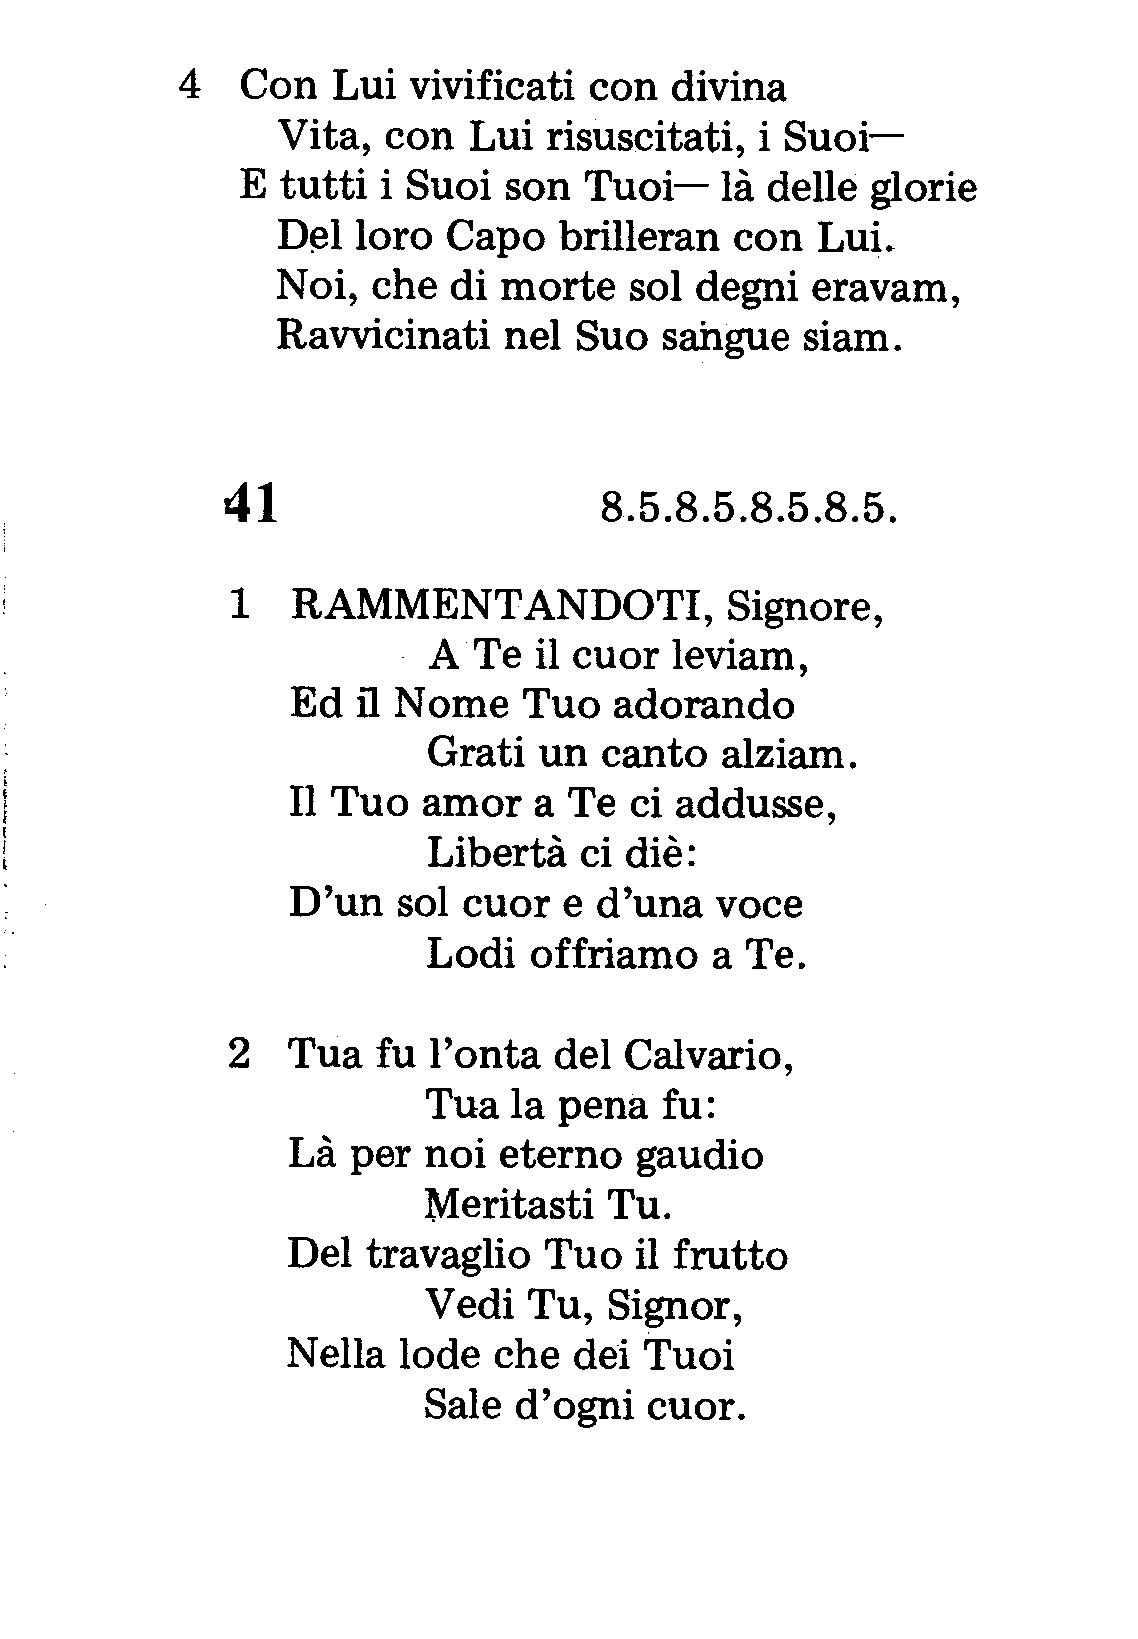 4 Con Lui vivificati con divina
Vita, con Lui risuscitati, i Suoi—
E tutti i Suoi son Tuoi— là delle glorie
Del loro Capo brilleran con Lui.
Noi, che di morte sol degni eravam,
Ravvicinati nel Suo sangue siam.
41 8.5.8.5.8.5.8.5.
1 RAMMENTANDOTI, Signore,
A Te il cuor leviam,
Ed il Nome Tuo adorando
Grati un canto alziam.
Il Tuo amor a Te ci addusse,
Libertà ci diè:
D'un sol cuor e d'una voce
Lodi offriamo a Te.
2 Tua fu l'onta del Calvario,
Tua la pena fu:
Là per noi eterno gaudio
Meritasti Tu.
Del travaglio Tuo il frutto
Vedi Tu, Signor,
Nella lode che dei Tuoi
Sale d'ogni cuor.